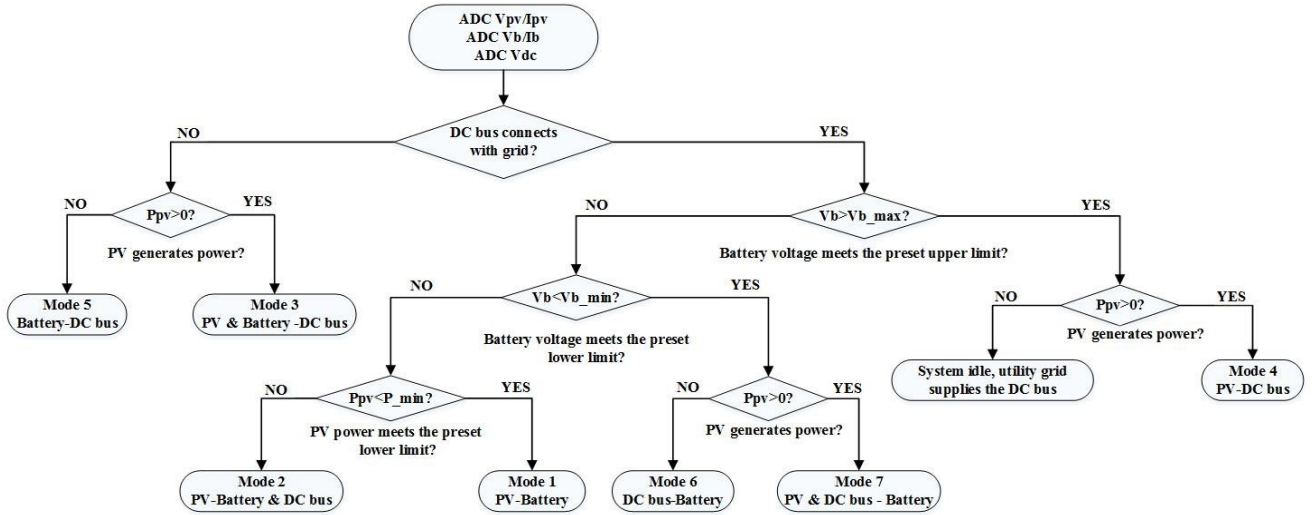 ADC Vpv/Ipv
ADC Vb/Ib
ADC Vdc
DC bus connects
with grid?
NO
YES
Ppv>0?
NO
YES
PV generates power?
Mode 5
Battery-DC bus
Mode 3
PV & Battery -DC bus
Vb>Vb_max?
NO
YES
Battery voltage meets the preset upper limit?
Vb<Vb_min?
NO
YES
Battery voltage meets the preset
lower limit?
Ppv>0?
NO
YES
PV generates power?
System idle, utility grid
supplies the DC bus
Mode 4
PV-DC bus
Ppv<P_min?
NO
YES
PV power meets the preset
lower limit?
Ppv>0?
NO
YES
PV generates power?
Mode 2
PV-Battery & DC bus
Mode 1
PV-Battery
Mode 6
DC bus-Battery
Mode 7
PV & DC bus - Battery